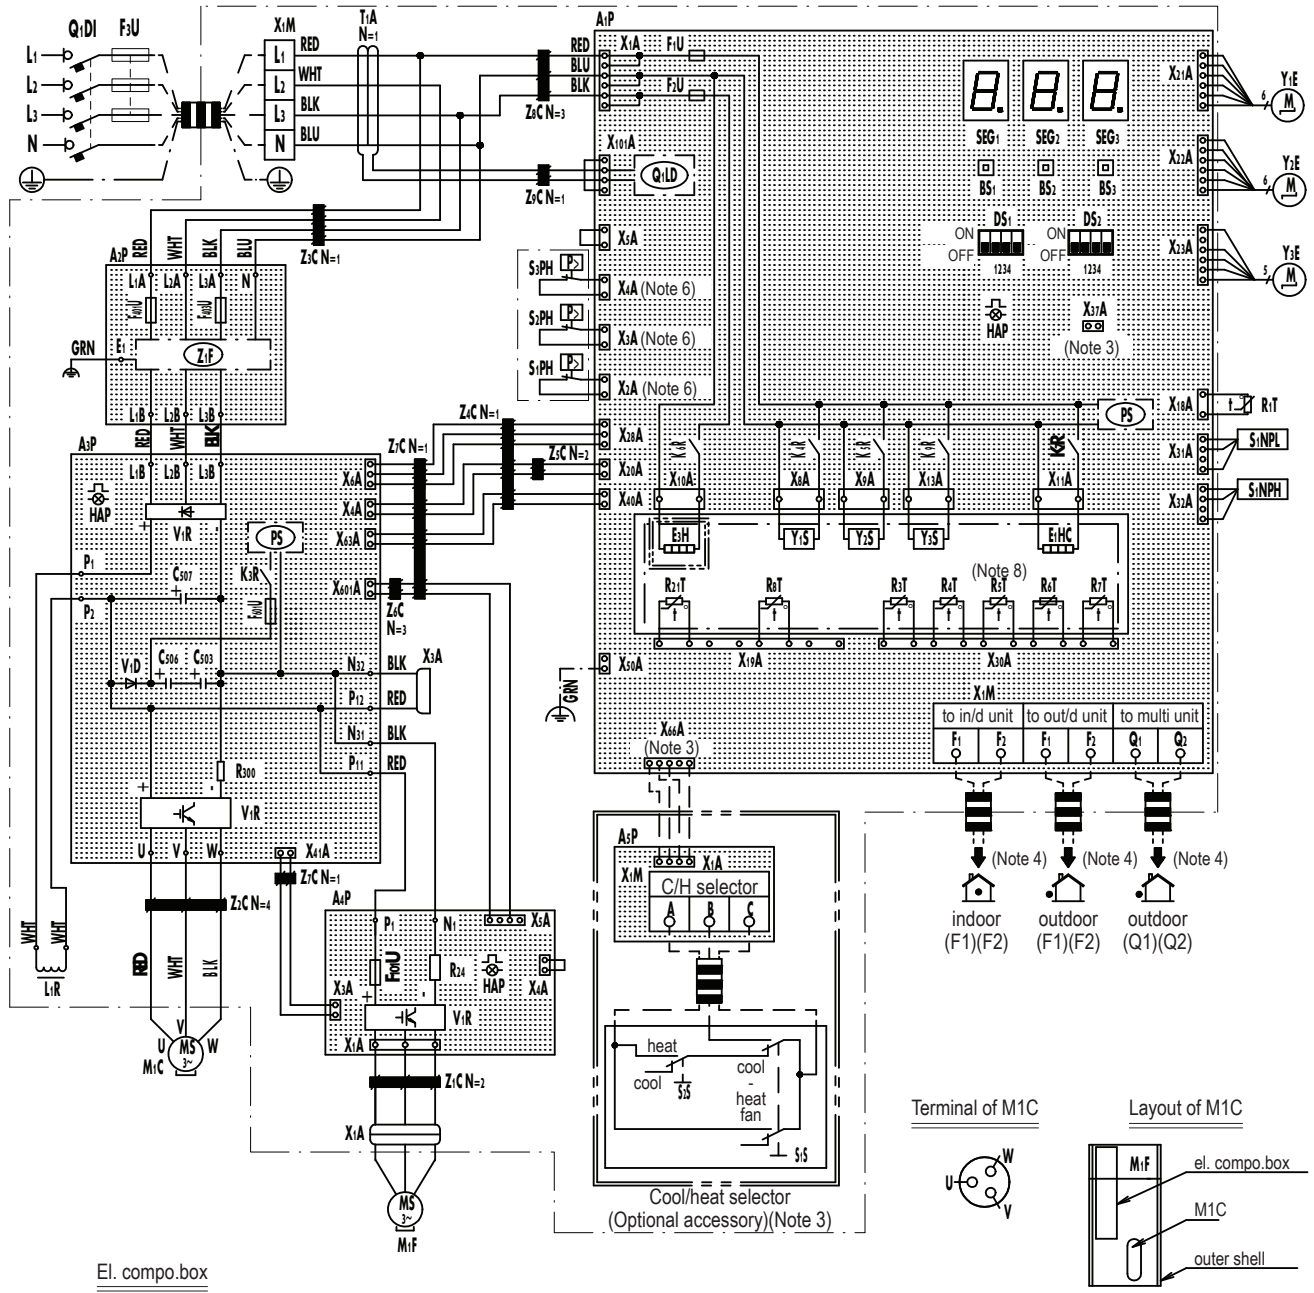 Q1DI F3U X1M T1A N=1
L1 L1 RED
L2 L2 WHT
L3 L3 BLK
N N BLU
Z8C N=3
Z9C N=1
Z3C N=1
A1P
RED X1A F1U
BLU
BLK F2U
X101A Q1LD
X5A
S3PH P> X4A (Note 6)
S2PH P> X3A (Note 6)
S1PH P> X2A (Note 6)
SEG1 SEG2 SEG3
BS1 BS2 BS3
DS1 DS2
ON ON
OFF OFF
1234 1234
HAP X37A
(Note 3)
X21A 6 M Y1E
X22A 6 M Y2E
X23A 5 M Y3E
X18A t R1T
X31A S1NPL
X32A S1NPH
PS
RED WHT BLK BLU
A2P
L1A L2A L3A N
F401U F403U
GRN E1 Z1F
L1B L2B L3B
RED WHT BLK
A3P
L1B L2B L3B
HAP
V1R
PS
P1
P2
C507
K3R
F601U
V1D C506 C503
X6A
X4A
X63A
X601A
Z7C N=1
Z4C N=1
Z5C N=2
Z6C
N=3
X28A
X20A
X40A
X10A X8A X9A X13A X11A
E3H Y1S Y2S Y3S E1HC
(Note 8)
R21T R8T R3T R4T R5T R6T R7T
t t t t t t t
X19A X30A
N32 BLK X3A
P12 RED
N31 BLK
P11 RED
R300
V1R
U V W X41A
Z7C N=1
Z2C N=4
WHT WHT
L1R
RED WHT BLK
U V W
M1C MS 3~
A4P
P1 N1 X5A
F101U R24 HAP X4A
X3A
V1R
X1A
Z1C N=2
X1A
MS 3~
M1F
GRN X50A
X66A
(Note 3)
X1M
to in/d unit to out/d unit to multi unit
F1 F2 F1 F2 Q1 Q2
(Note 4) (Note 4) (Note 4)
indoor outdoor outdoor
(F1)(F2) (F1)(F2) (Q1)(Q2)
A5P
X1A
X1M
C/H selector
A B C
heat
cool
S2S
cool
-
heat
fan
S1S
Cool/heat selector
(Optional accessory)(Note 3)
Terminal of M1C
U W V
Layout of M1C
M1F
el. compo.box
M1C
outer shell
El. compo.box